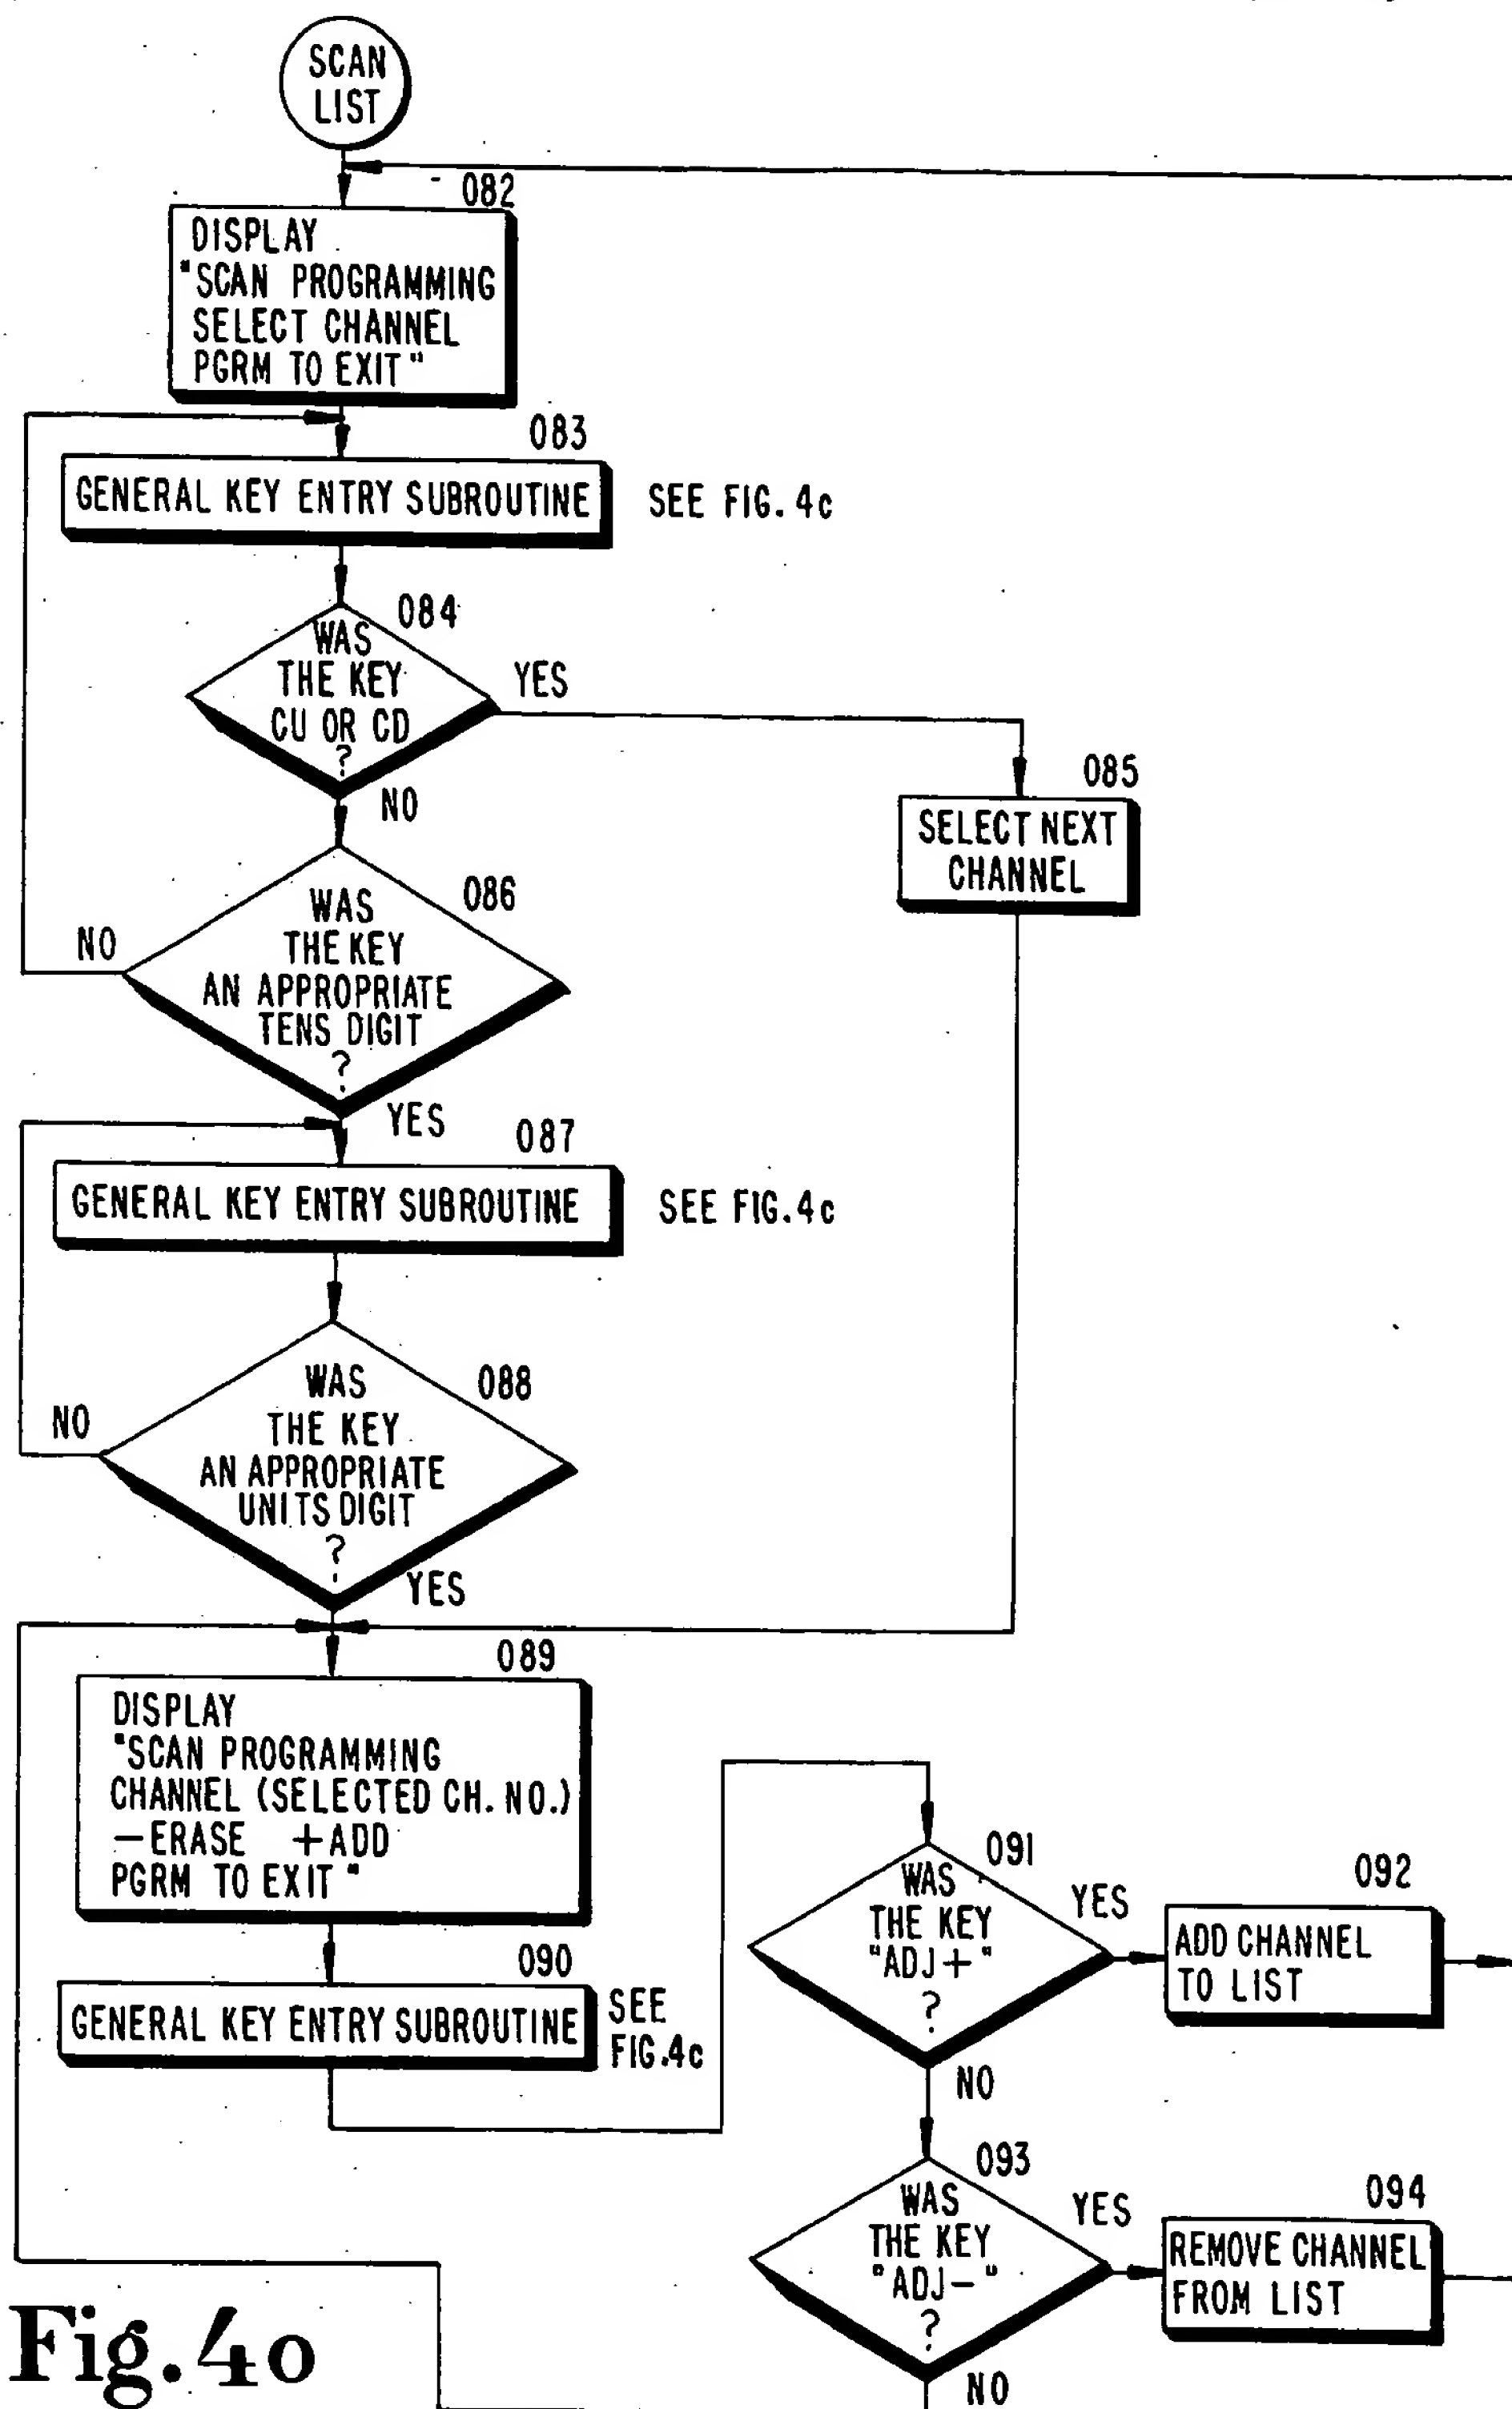 SCAN
LIST
082
DISPLAY
"SCAN PROGRAMMING
SELECT CHANNEL
PGRM TO EXIT"
083
GENERAL KEY ENTRY SUBROUTINE
SEE FIG. 4c
084
WAS
THE KEY
CU OR CD
?
YES
NO
085
SELECT NEXT
CHANNEL
086
WAS
THE KEY
AN APPROPRIATE
TENS DIGIT
?
NO
YES
087
GENERAL KEY ENTRY SUBROUTINE
SEE FIG. 4c
088
WAS
THE KEY
AN APPROPRIATE
UNITS DIGIT
?
NO
YES
089
DISPLAY
"SCAN PROGRAMMING
CHANNEL (SELECTED CH. NO.)
−ERASE +ADD
PGRM TO EXIT"
090
GENERAL KEY ENTRY SUBROUTINE
SEE
FIG. 4c
091
WAS
THE KEY
"ADJ+"
?
YES
NO
092
ADD CHANNEL
TO LIST
093
WAS
THE KEY
"ADJ−"
?
YES
NO
094
REMOVE CHANNEL
FROM LIST
Fig. 4o